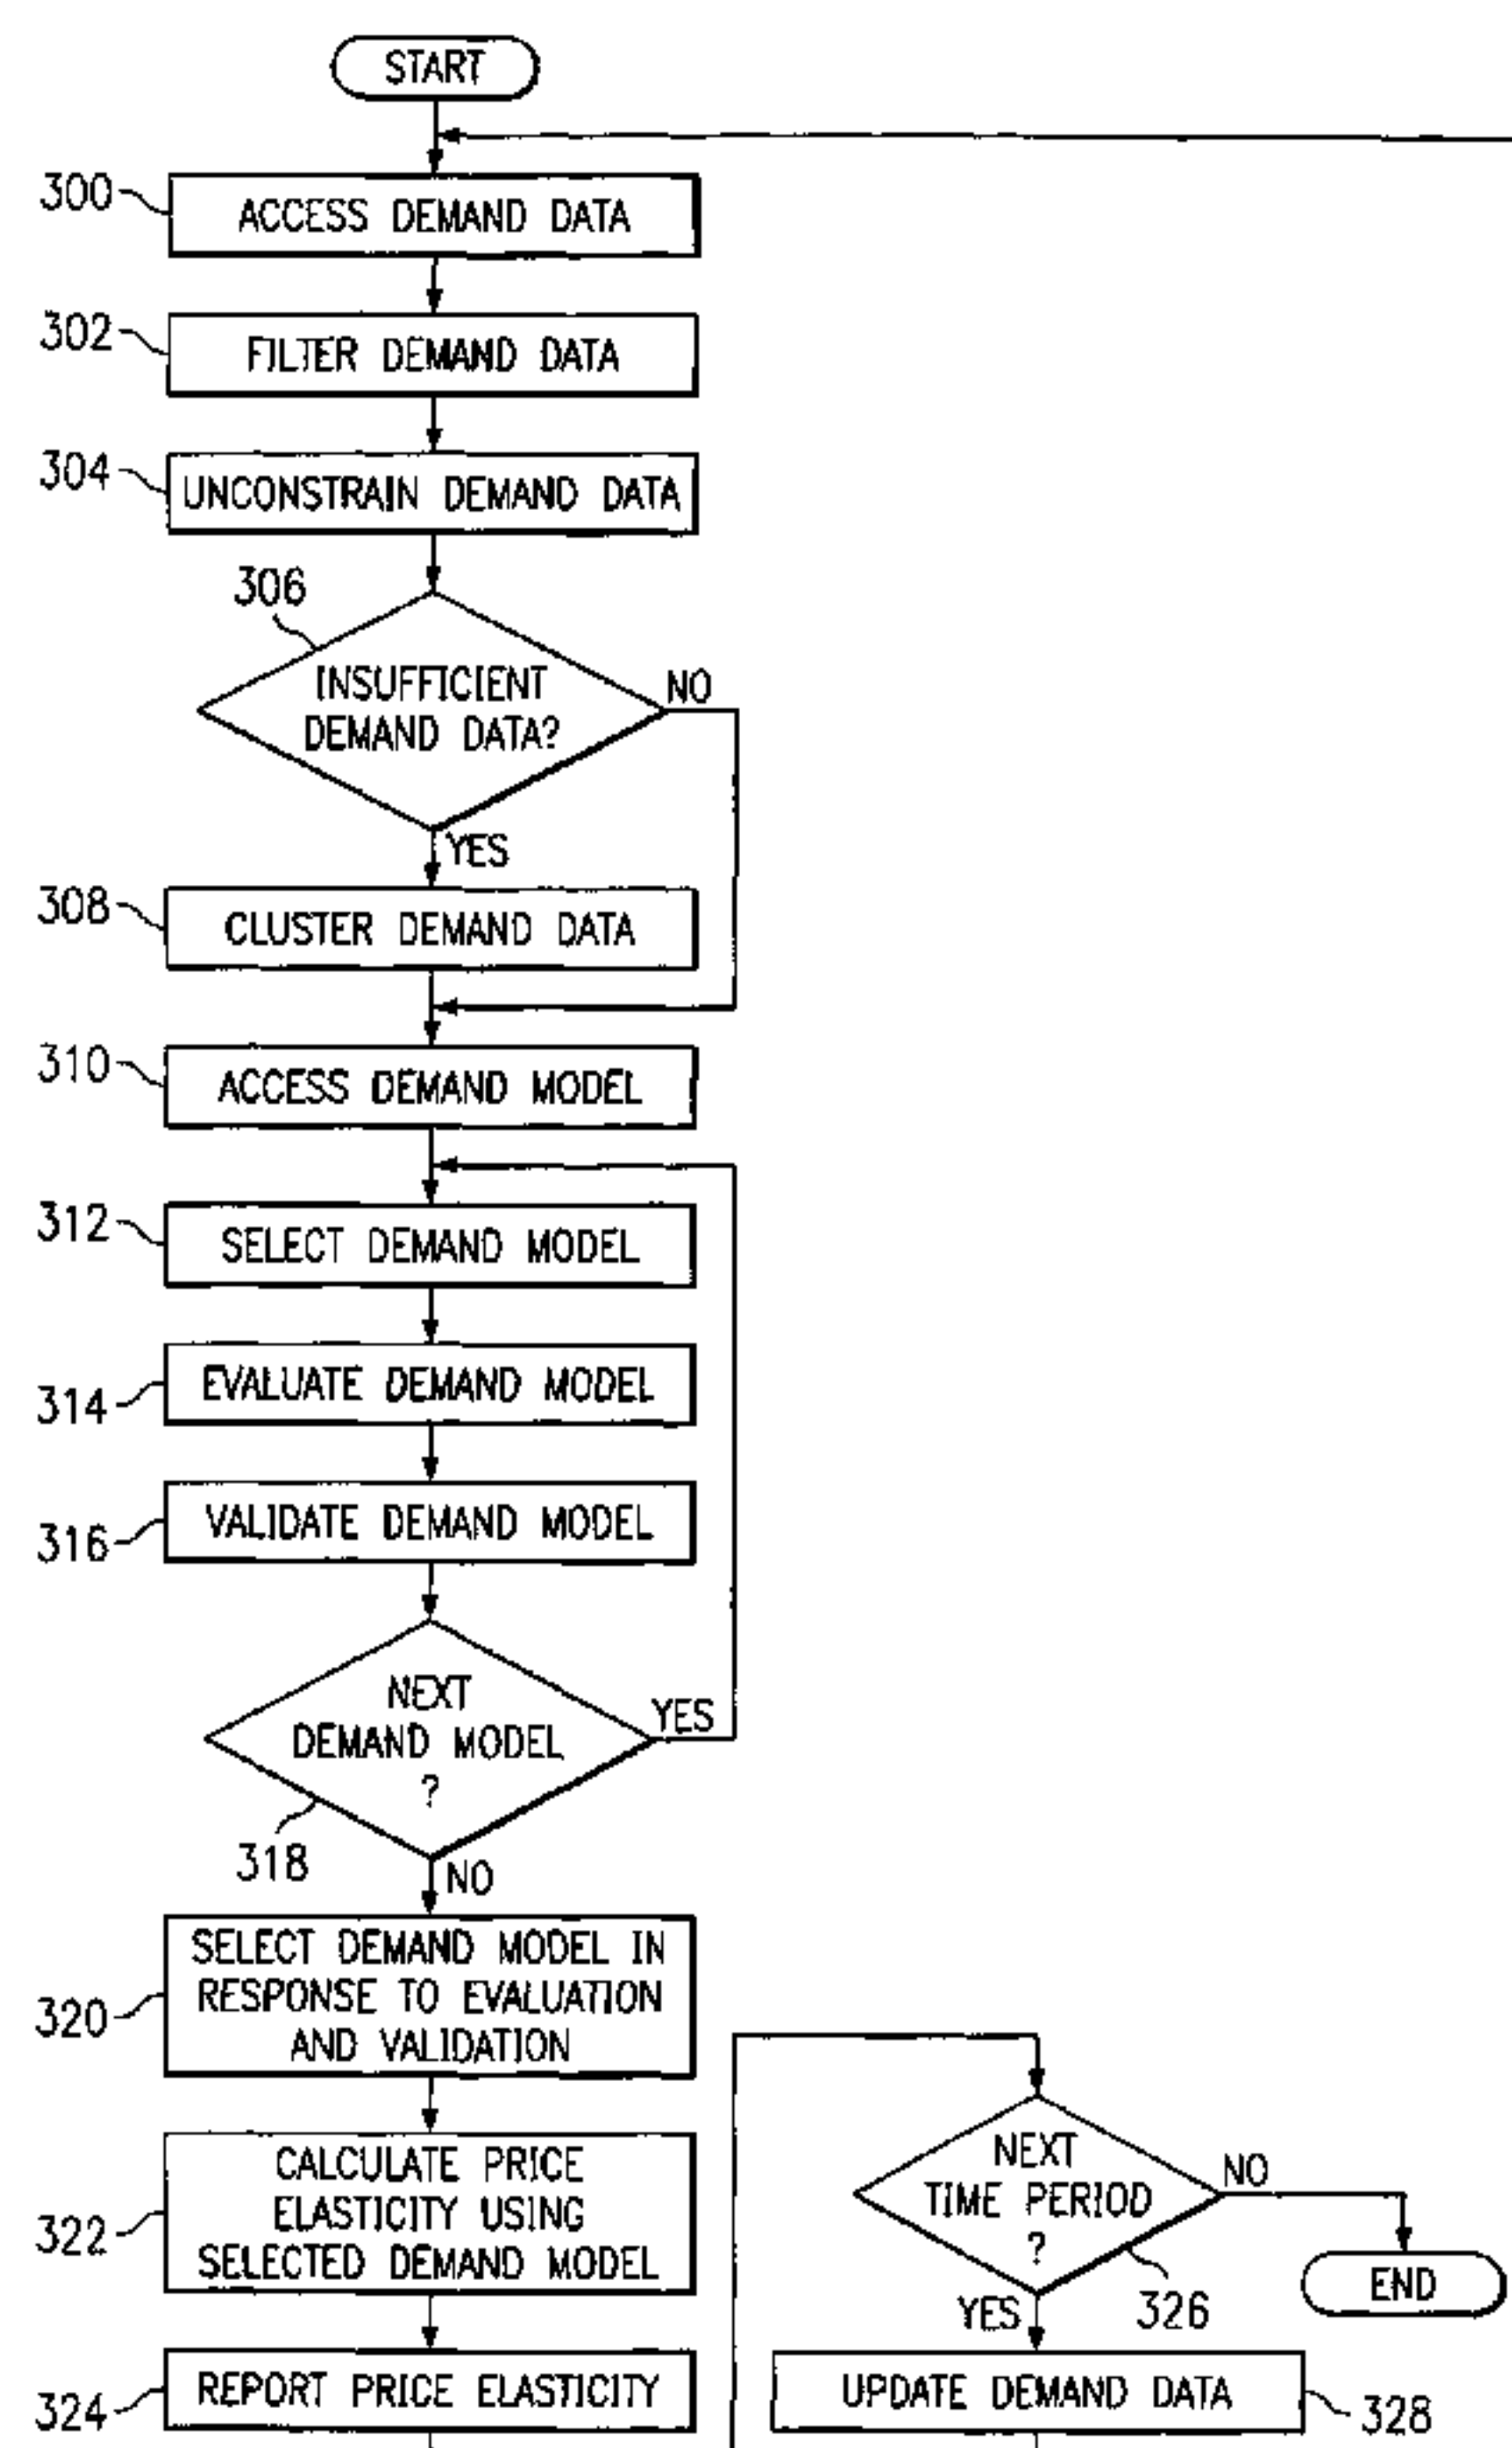 START
300
ACCESS DEMAND DATA
302
FILTER DEMAND DATA
304
UNCONSTRAIN DEMAND DATA
306
INSUFFICIENT
DEMAND DATA?
NO
YES
308
CLUSTER DEMAND DATA
310
ACCESS DEMAND MODEL
312
SELECT DEMAND MODEL
314
EVALUATE DEMAND MODEL
316
VALIDATE DEMAND MODEL
NEXT
DEMAND MODEL
?
YES
318
NO
320
SELECT DEMAND MODEL IN
RESPONSE TO EVALUATION
AND VALIDATION
322
CALCULATE PRICE
ELASTICITY USING
SELECTED DEMAND MODEL
324
REPORT PRICE ELASTICITY
NEXT
TIME PERIOD
?
NO
END
326
YES
UPDATE DEMAND DATA
328